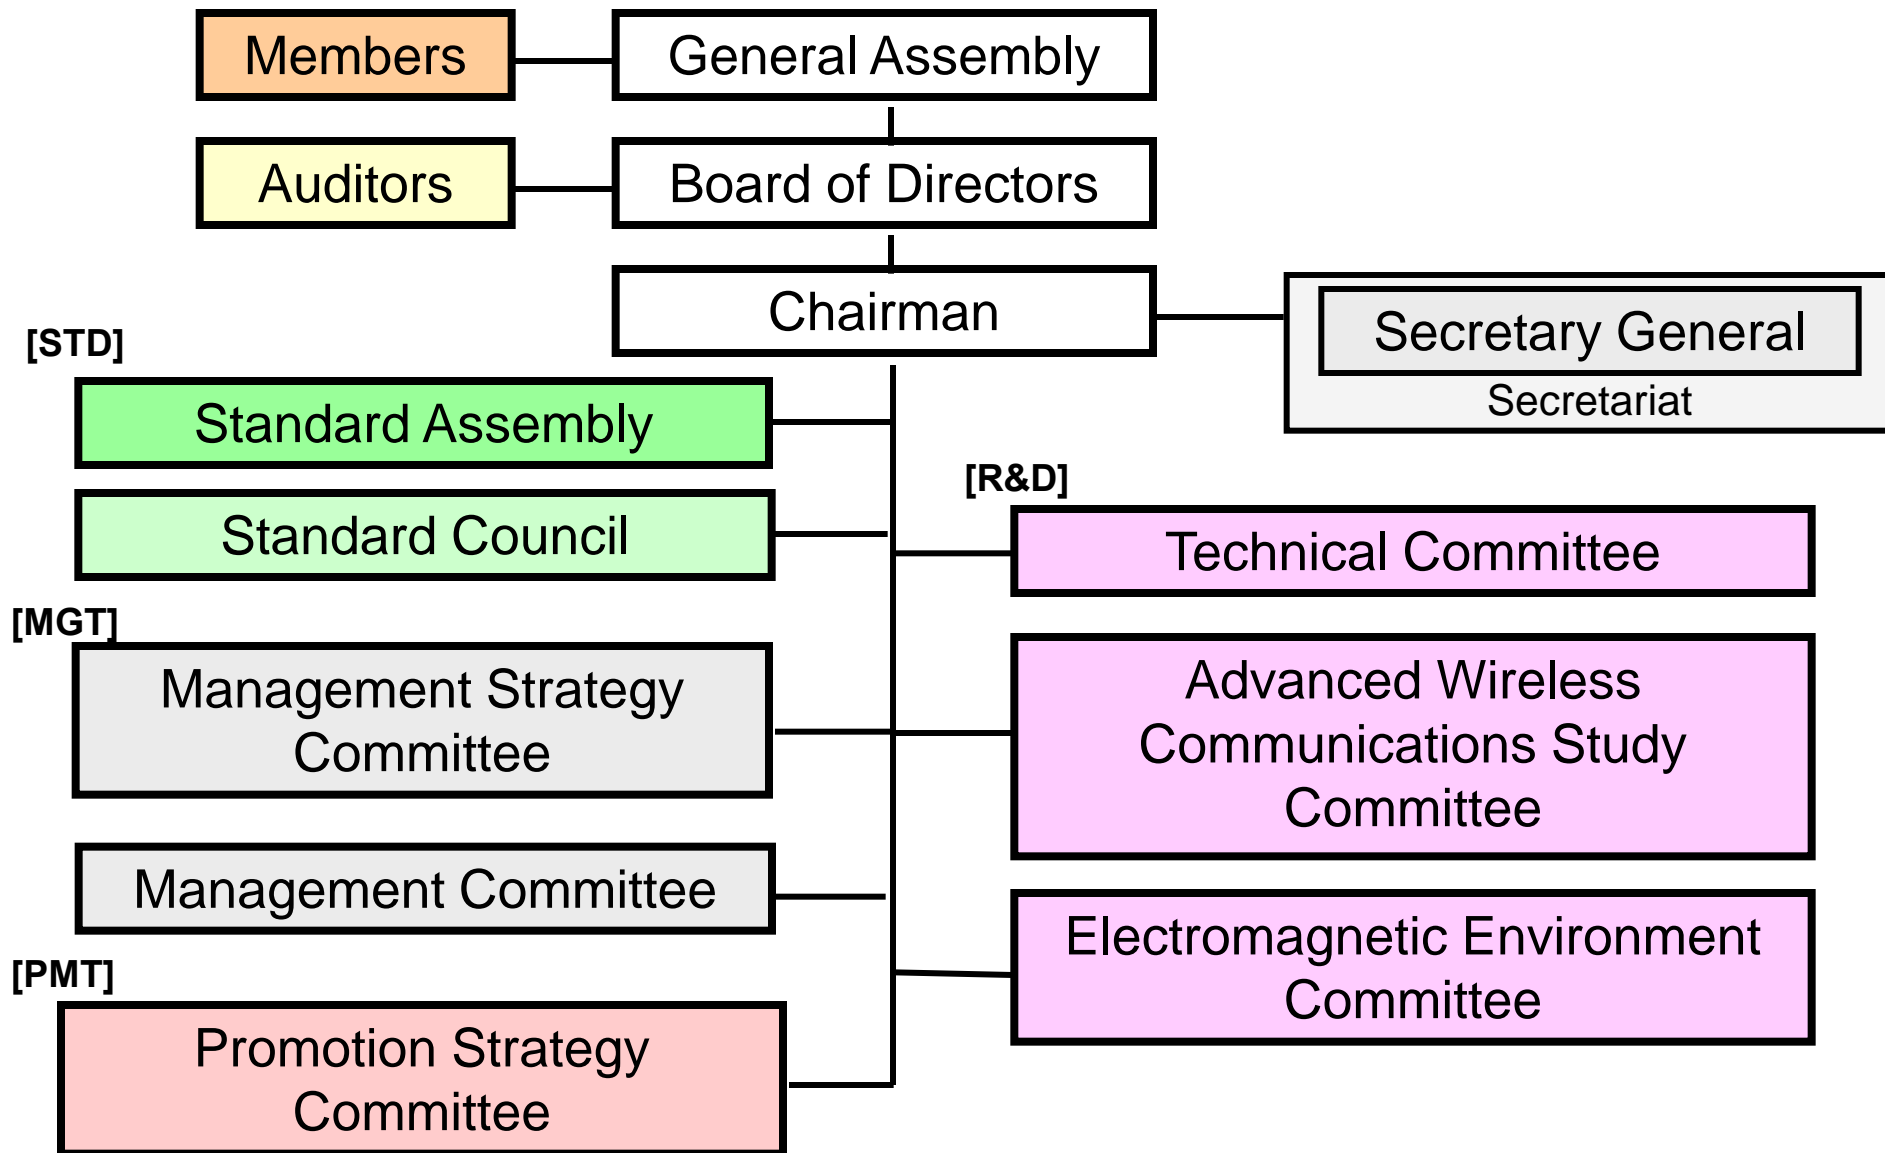 Members
General Assembly
Auditors
Board of Directors
Chairman
Secretary General
Secretariat
[STD]
Standard Assembly
Standard Council
[MGT]
Management Strategy
Committee
Management Committee
[PMT]
Promotion Strategy
Committee
[R&D]
Technical Committee
Advanced Wireless
Communications Study
Committee
Electromagnetic Environment
Committee